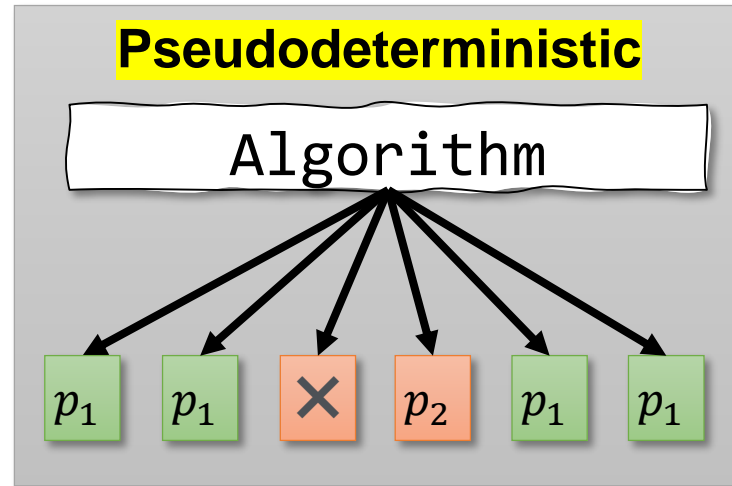 Pseudodeterministic
Algorithm
p₁ p₁ × p₂ p₁ p₁